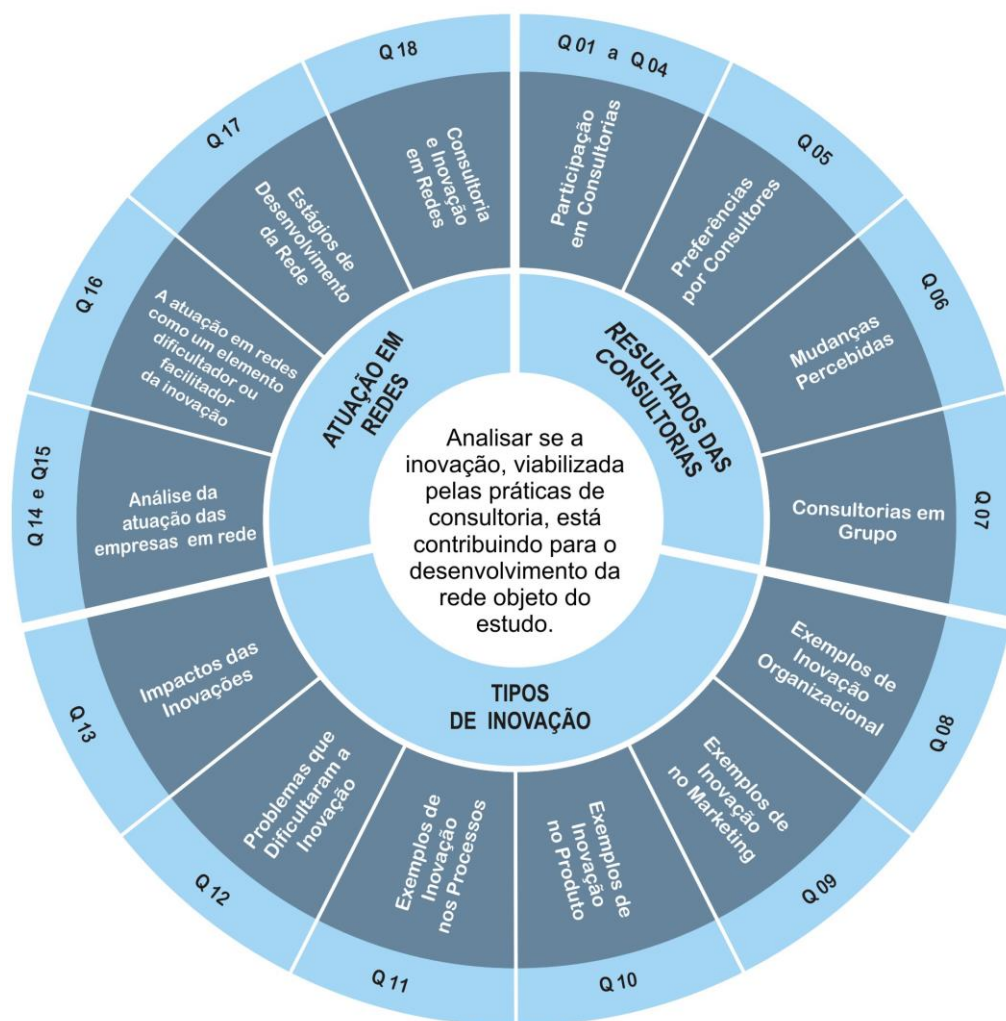 Analisar se a
inovação, viabilizada
pelas práticas de
consultoria, está
contribuindo para o
desenvolvimento da
rede objeto do
estudo.
RESULTADOS DAS
CONSULTORIAS
Q 01 a Q 04
Participação
em Consultorias
Q 05
Preferências
por Consultores
Q 06
Mudanças
Percebidas
Q 07
Consultorias em
Grupo
TIPOS
DE INOVAÇÃO
Q 08
Exemplos de
Inovação
Organizacional
Q 09
Exemplos de
Inovação
no Marketing
Q 10
Exemplos de
Inovação
no Produto
Q 11
Exemplos de
Inovação
nos Processos
Q 12
Problemas que
Dificultaram a
Inovação
Q 13
Impactos das
Inovações
ATUAÇÃO EM
REDES
Q 14 e Q15
Análise da
atuação das
empresas em rede
Q 16
A atuação em redes
como um elemento
dificultador ou
facilitador
da inovação
Q 17
Estágios de
Desenvolvimento
da Rede
Q 18
Consultoria
e Inovação
em Redes